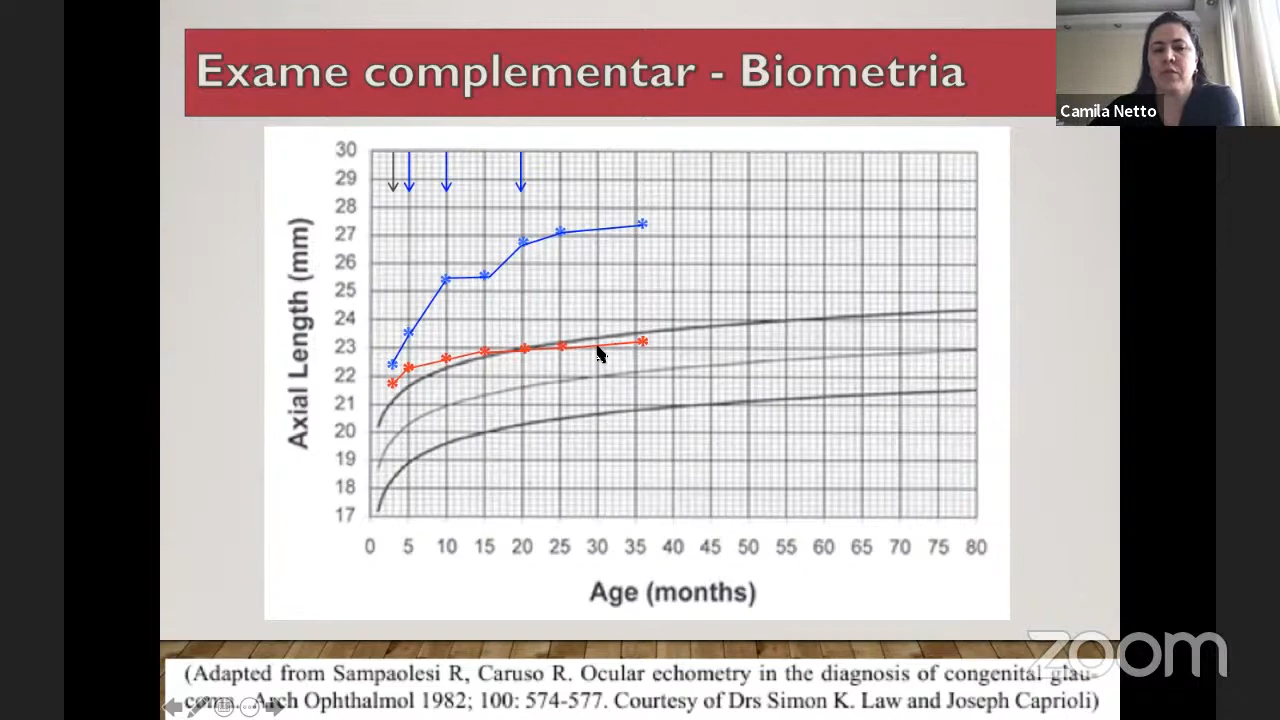 Exame complementar - Biometria
Camila Netto
30
29
28
27
26
25
24
23
22
21
20
19
18
17
Axial Length (mm)
0 5 10 15 20 25 30 35 40 45 50 55 60 65 70 75 80
Age (months)
zoom
(Adapted from Sampaolesi R, Caruso R. Ocular echometry in the diagnosis of congenital glau-
Arch Ophthalmol 1982; 100: 574-577. Courtesy of Drs Simon K. Law and Joseph Caprioli)